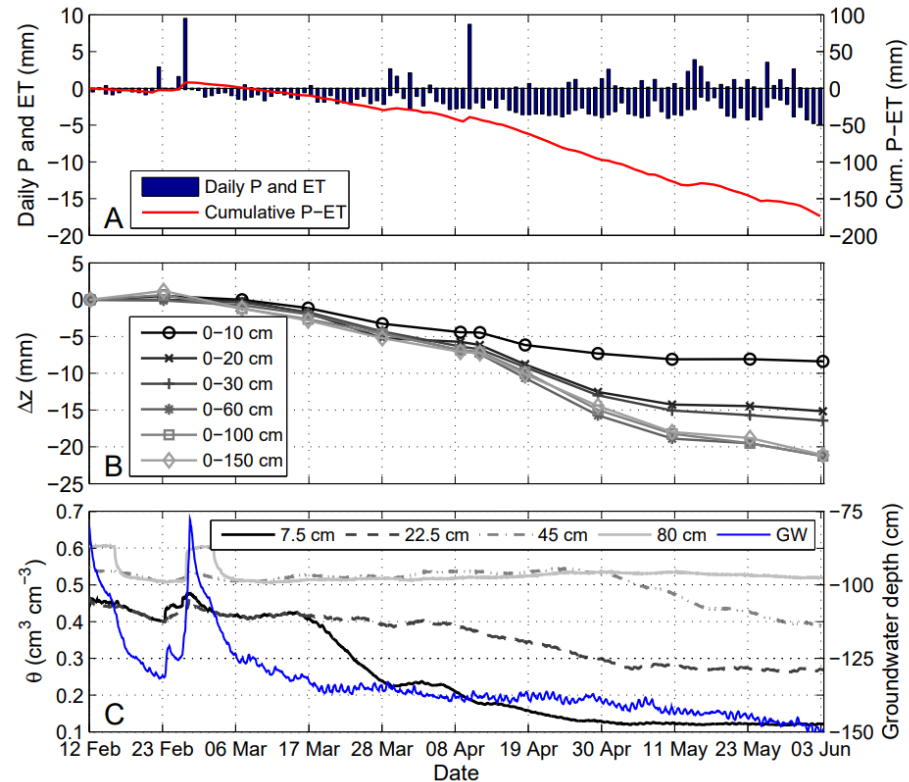 10
5
0
−5
−10
−15
−20
Daily P and ET (mm)
100
50
0
−50
−100
−150
−200
Cum. P−ET (mm)
Daily P and ET
Cumulative P−ET
A
5
0
−5
−10
−15
−20
−25
Δz (mm)
0−10 cm
0−20 cm
0−30 cm
0−60 cm
0−100 cm
0−150 cm
B
0.7
0.6
0.5
0.4
0.3
0.2
0.1
θ (cm³ cm⁻³)
7.5 cm 22.5 cm 45 cm 80 cm GW
−75
−100
−125
−150
Groundwater depth (cm)
C
12 Feb 23 Feb 06 Mar 17 Mar 28 Mar 08 Apr 19 Apr 30 Apr 11 May 23 May 03 Jun
Date